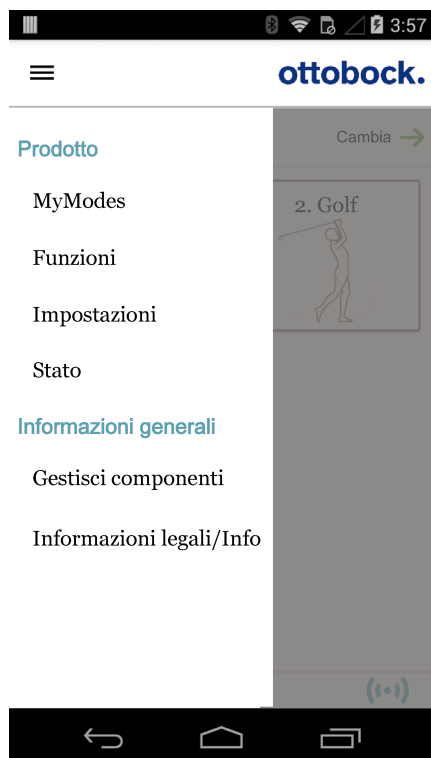 3:57
ottobock.
Prodotto
Cambia
MyModes
2. Golf
Funzioni
Impostazioni
Stato
Informazioni generali
Gestisci componenti
Informazioni legali/Info